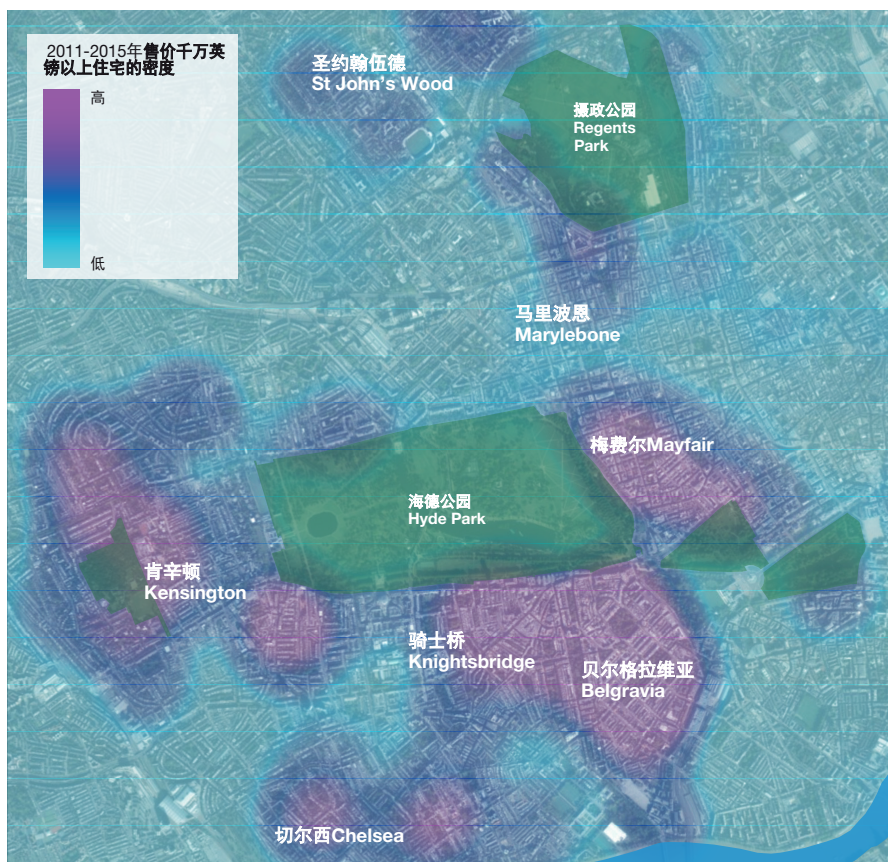 2011-2015年售价千万英
镑以上住宅的密度
高
低
圣约翰伍德
St John's Wood
摄政公园
Regents
Park
马里波恩
Marylebone
梅费尔Mayfair
海德公园
Hyde Park
肯辛顿
Kensington
骑士桥
Knightsbridge
贝尔格拉维亚
Belgravia
切尔西Chelsea